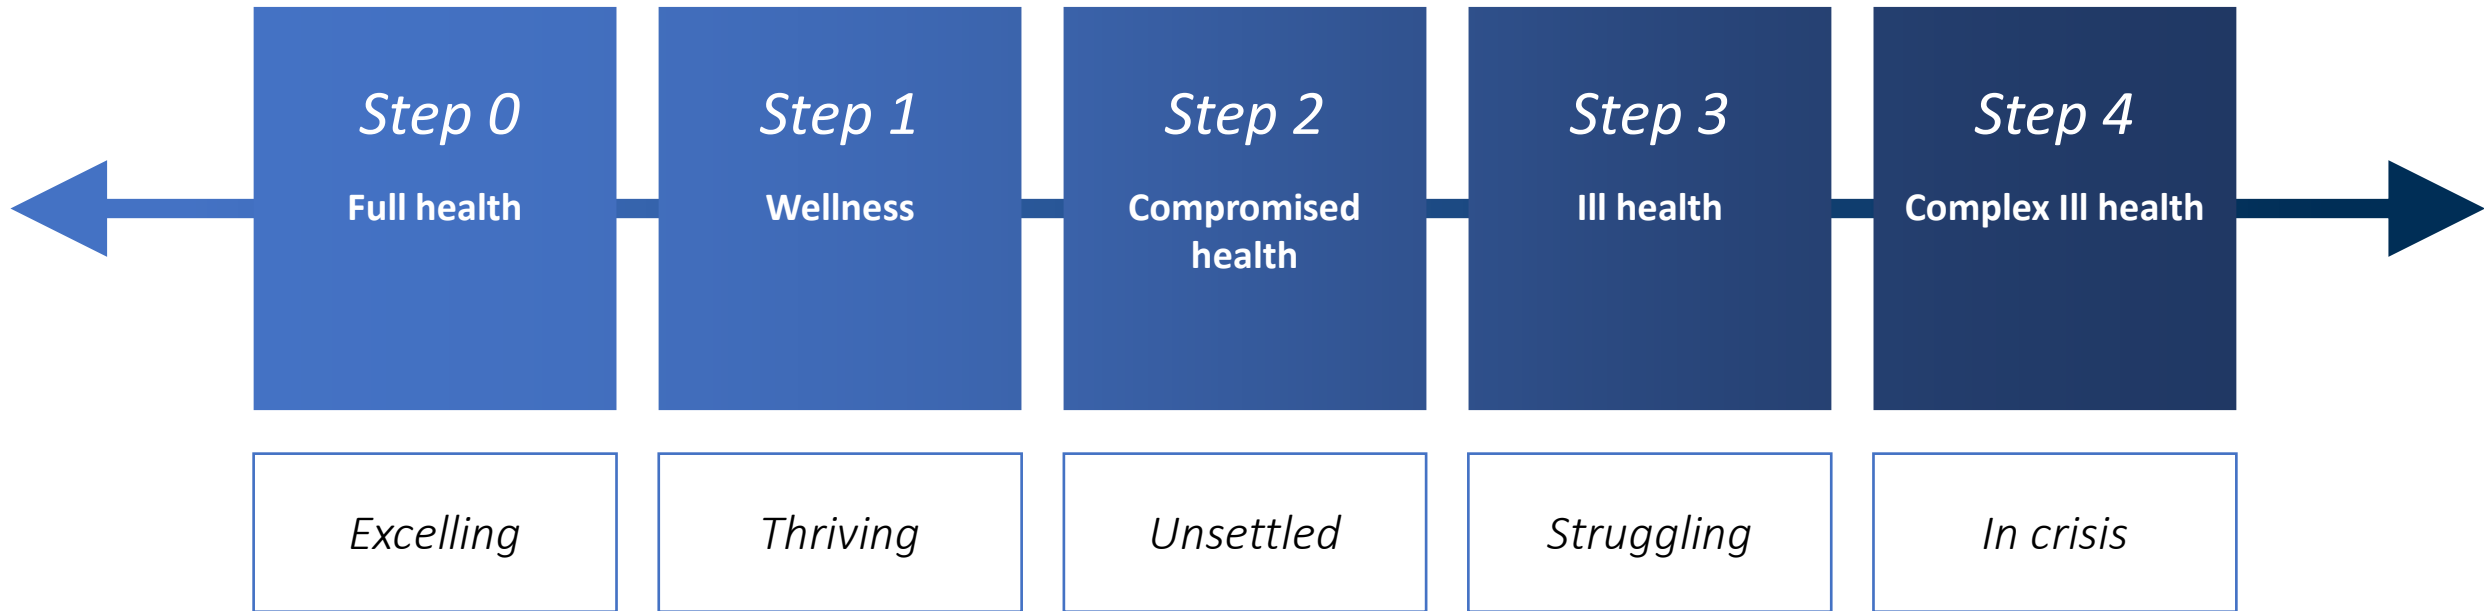 Step 0
Full health
Step 1
Wellness
Step 2
Compromised
health
Step 3
Ill health
Step 4
Complex Ill health
Excelling
Thriving
Unsettled
Struggling
In crisis